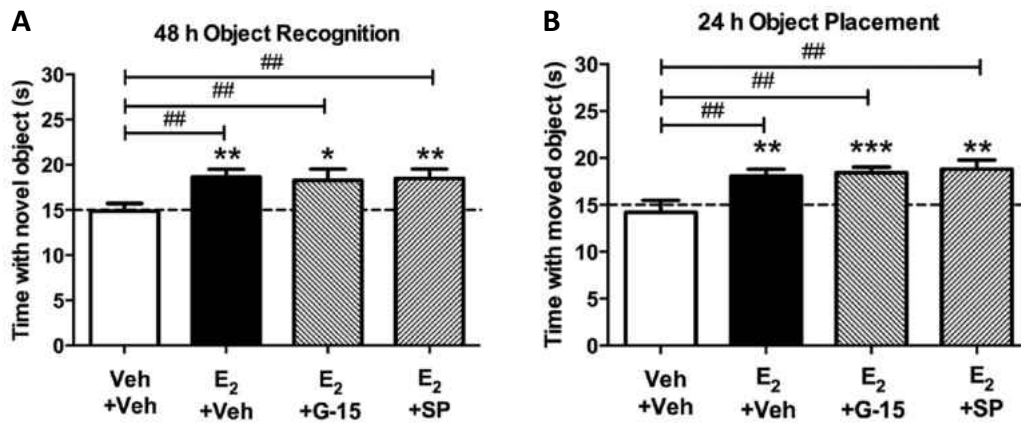 A
48 h Object Recognition
Time with novel object (s)
30
25
20
15
10
5
0
##
##
##
**
*
**
Veh
+Veh
E₂
+Veh
E₂
+G-15
E₂
+SP
B
24 h Object Placement
Time with moved object (s)
30
25
20
15
10
5
0
##
##
##
**
***
**
Veh
+Veh
E₂
+Veh
E₂
+G-15
E₂
+SP